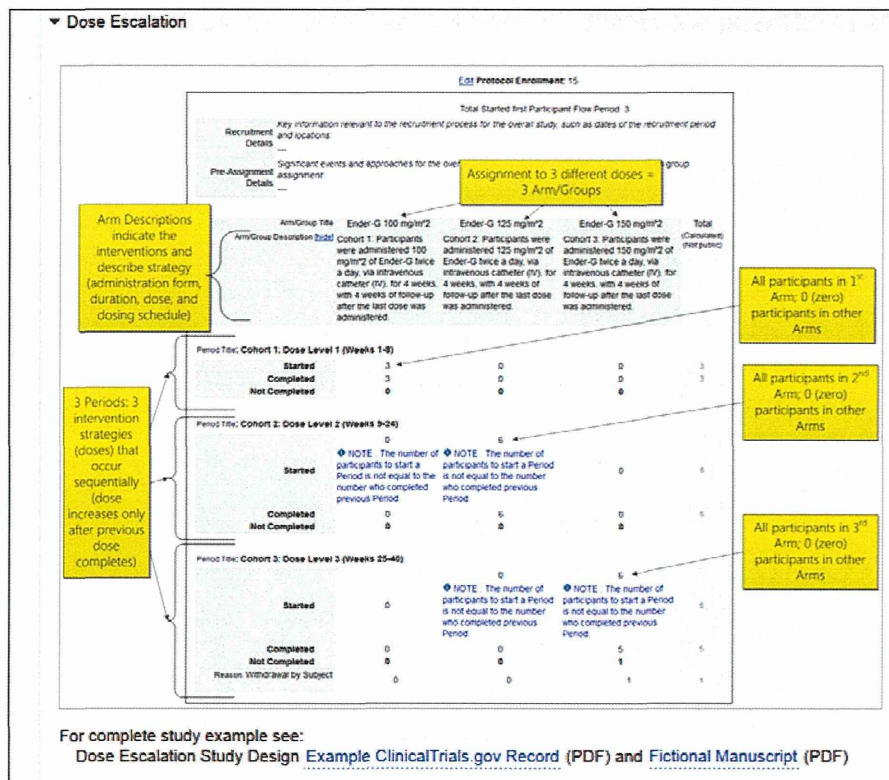 Dose Escalation
Edit Protocol Enrollment: 15
Total Started first Participant Flow Period: 3
Recruitment Details
Key information relevant to the recruitment process for the overall study, such as dates of the recruitment period and locations
---
Pre-Assignment Details
Significant events and approaches for the over
group
assignment
---
Assignment to 3 different doses =
3 Arm/Groups
Arm Descriptions
indicate the
interventions and
describe strategy
(administration form,
duration, dose, and
dosing schedule)
Arm/Group Title
Ender-G 100 mg/m^2
Ender-G 125 mg/m^2
Ender-G 150 mg/m^2
Total
(Calculated)
(Not public)
Arm/Group Description [hide]
Cohort 1: Participants
were administered 100
mg/m^2 of Ender-G twice
a day, via intravenous
catheter (IV), for 4 weeks,
with 4 weeks of follow-up
after the last dose was
administered.
Cohort 2: Participants
were administered 125
mg/m^2 of Ender-G twice
a day, via intravenous
catheter (IV), for 4 weeks,
with 4 weeks of follow-up
after the last dose was
administered.
Cohort 3: Participants were
administered 150 mg/m^2 of
Ender-G twice a day, via
intravenous catheter (IV), for
4 weeks, with 4 weeks of
follow-up after the last dose
was administered.
All participants in 1st
Arm; 0 (zero)
participants in other
Arms
Period Title: Cohort 1: Dose Level 1 (Weeks 1-8)
Started 3 0 0 3
Completed 3 0 0 3
Not Completed 0 0 0
All participants in 2nd
Arm; 0 (zero)
participants in other
Arms
3 Periods: 3
intervention
strategies
(doses) that
occur
sequentially
(dose
increases only
after previous
dose
completes)
Period Title: Cohort 2: Dose Level 2 (Weeks 9-24)
Started
0
NOTE : The number of
participants to start a
Period is not equal to the
number who completed
previous Period.
6
NOTE : The number of
participants to start a Period
is not equal to the number
who completed previous
Period.
0 6
Completed 0 6 0 6
Not Completed 0 0 0
All participants in 3rd
Arm; 0 (zero)
participants in other
Arms
Period Title: Cohort 3: Dose Level 3 (Weeks 25-40)
Started 0
0
NOTE : The number of
participants to start a Period
is not equal to the number
who completed previous
Period.
6
NOTE : The number of
participants to start a Period
is not equal to the number
who completed previous
Period.
6
Completed 0 0 5 5
Not Completed 0 0 1
Reason: Withdrawal by Subject 0 0 1 1
For complete study example see:
Dose Escalation Study Design Example ClinicalTrials.gov Record (PDF) and Fictional Manuscript (PDF)